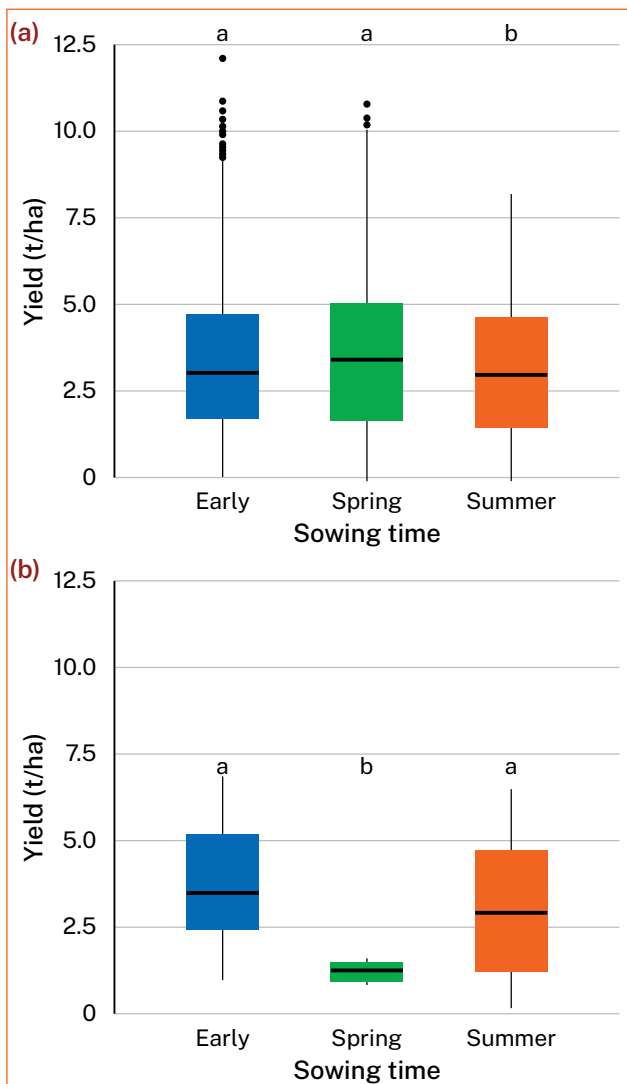 (a)
a a b
12.5
10.0
7.5
5.0
2.5
0
Yield (t/ha)
Early Spring Summer
Sowing time
(b)
12.5
10.0
7.5
a b a
5.0
2.5
0
Yield (t/ha)
Early Spring Summer
Sowing time